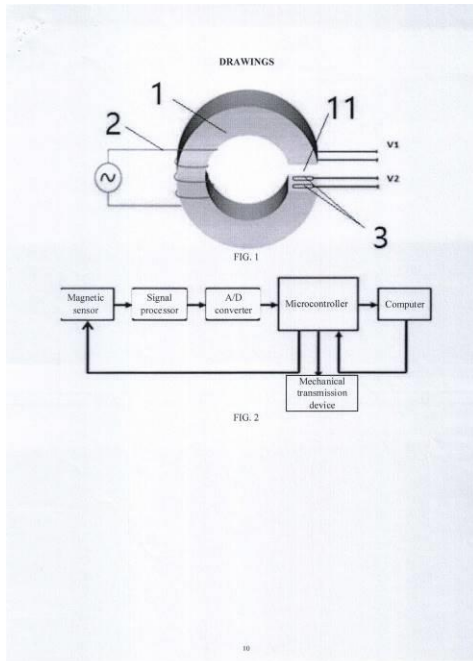 DRAWINGS
1
11
2
V1
V2
3
FIG. 1
Magnetic
sensor
Signal
processor
A/D
converter
Microcontroller
Computer
Mechanical
transmission
device
FIG. 2
10